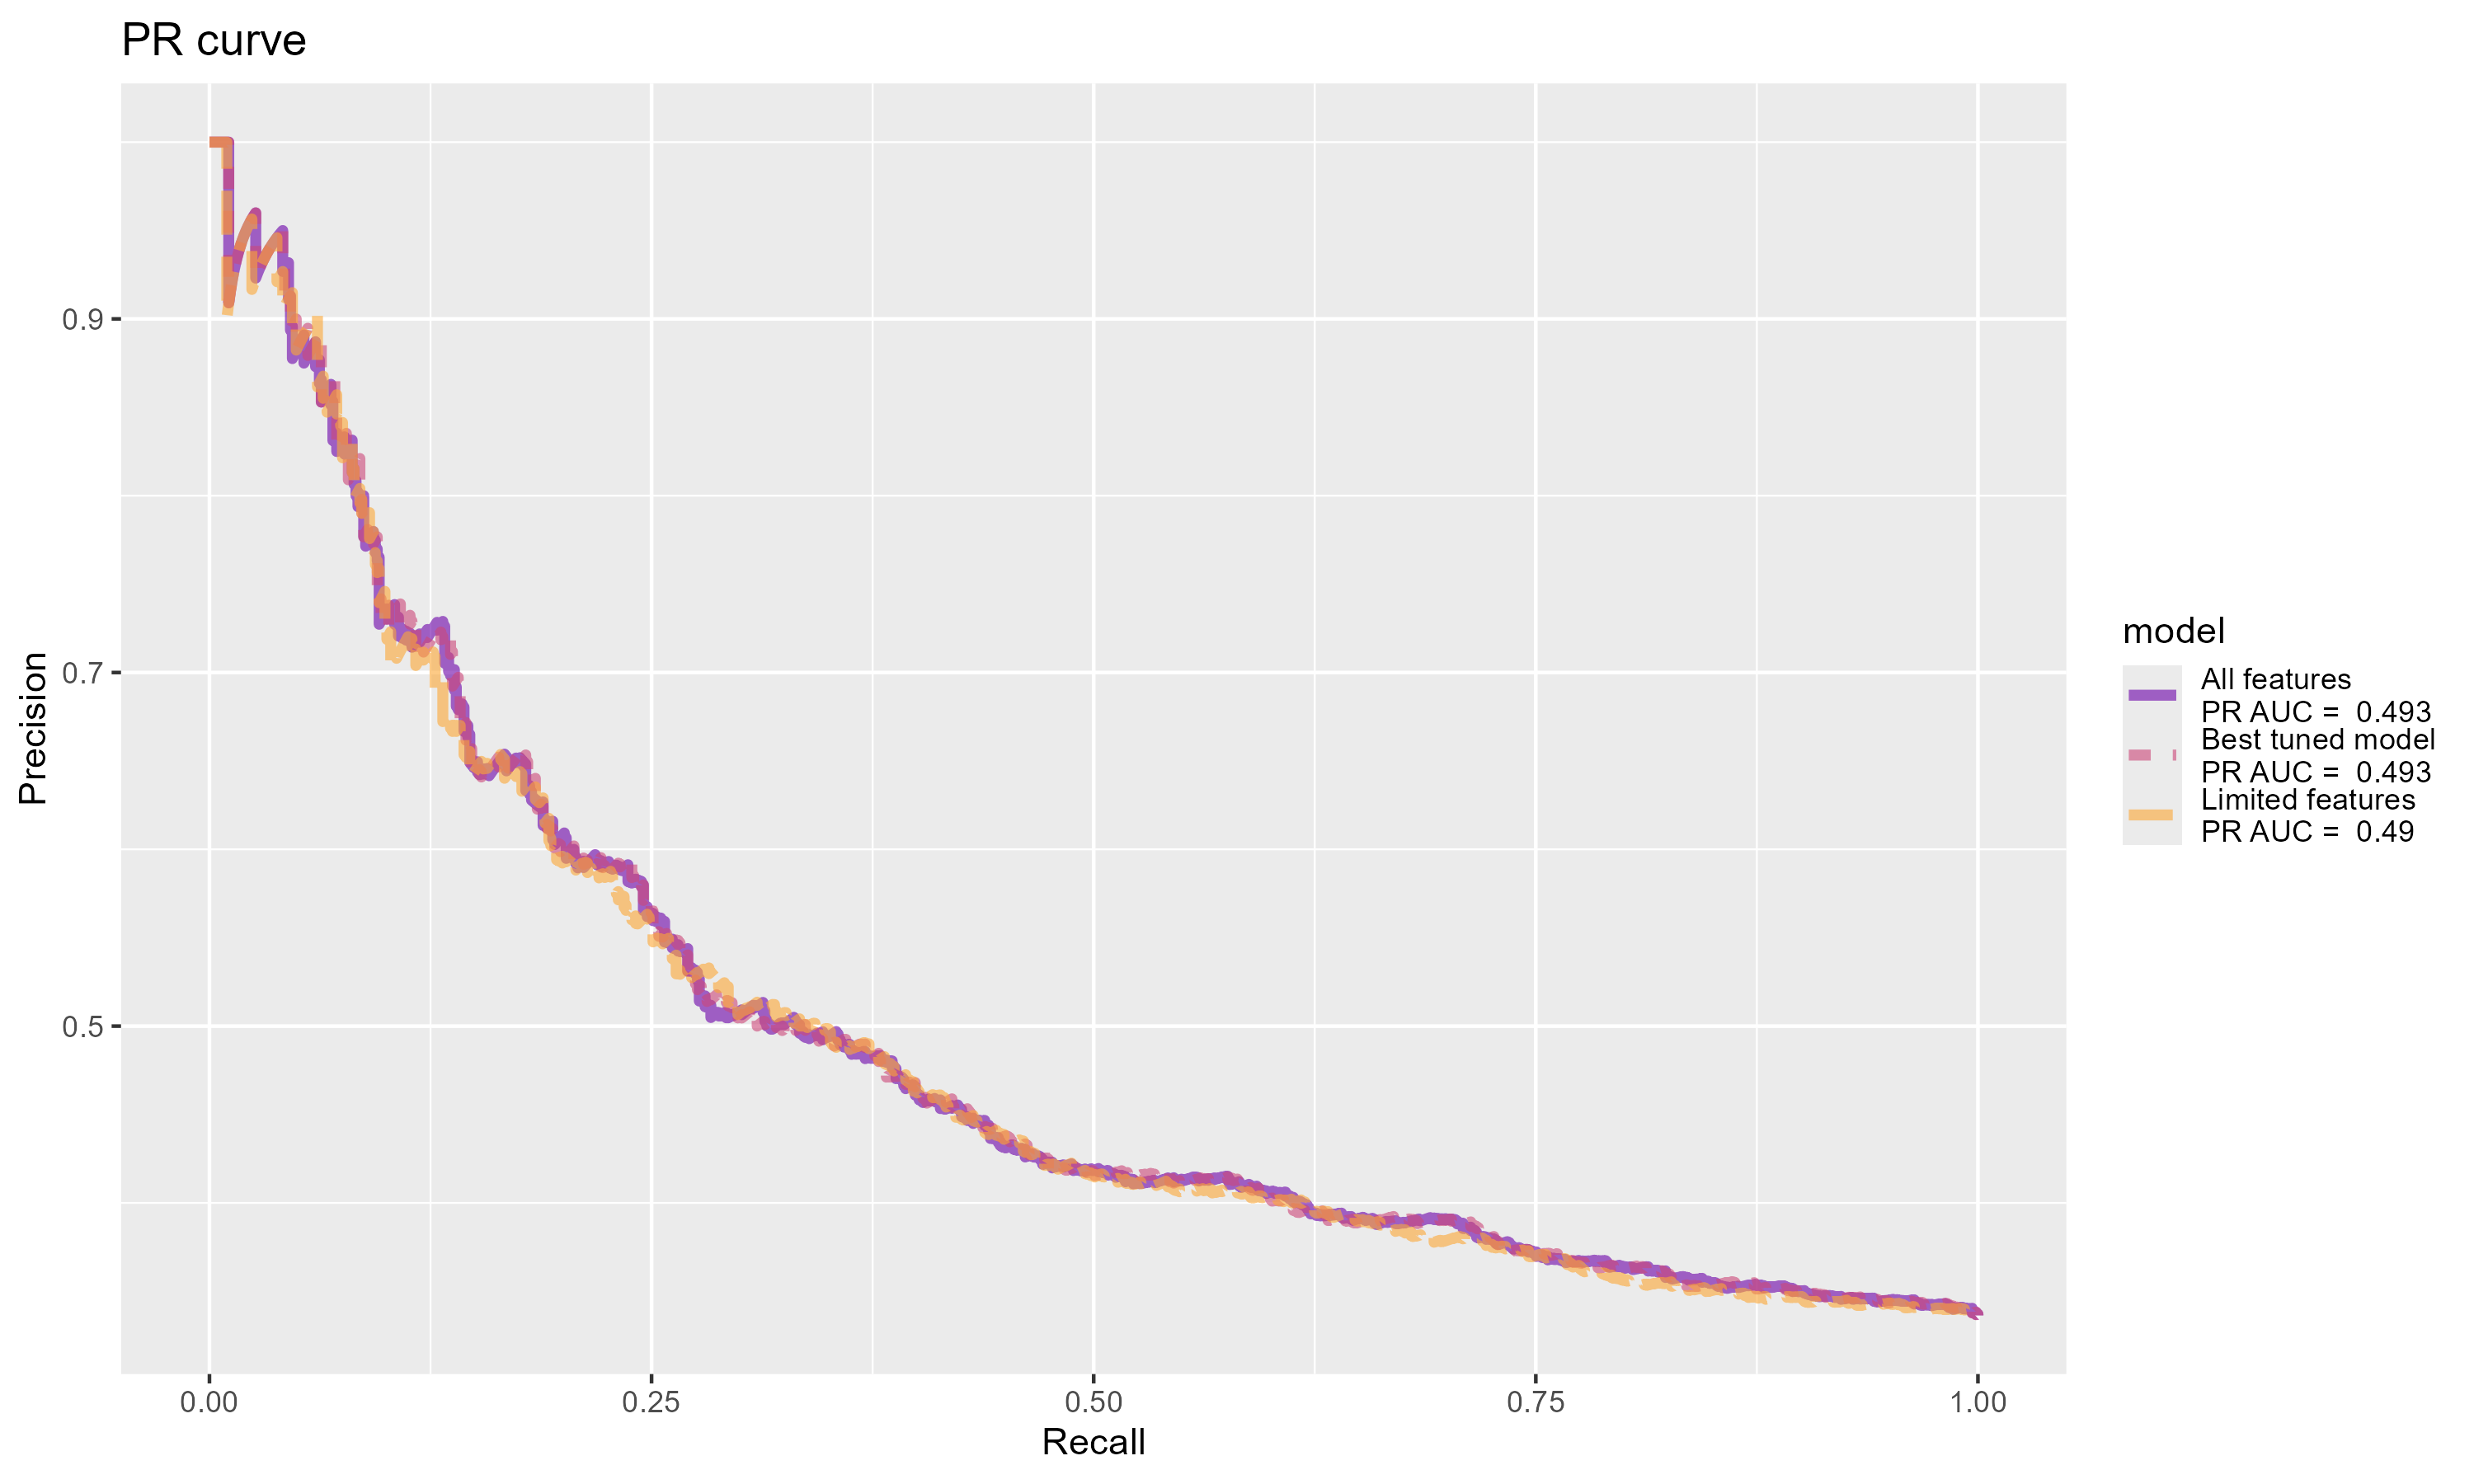 PR curve
0.9
0.7
0.5
Precision
0.00
0.25
0.50
0.75
1.00
Recall
model
All features
PR AUC =  0.493
Best tuned model
PR AUC =  0.493
Limited features
PR AUC =  0.49